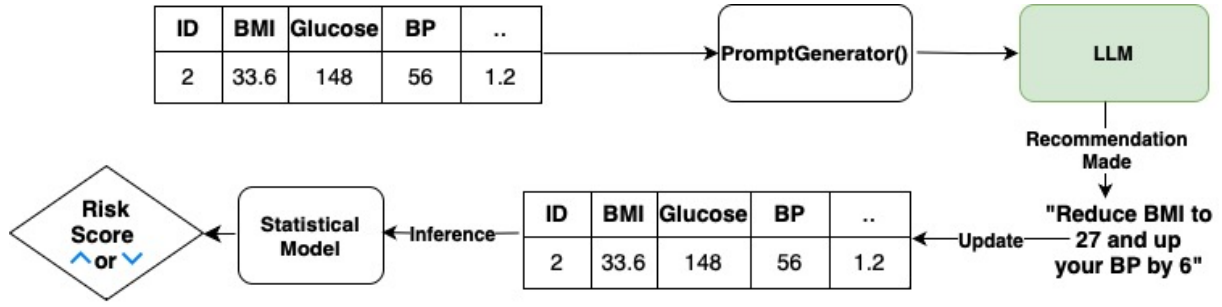 ID BMI Glucose BP ..
2 33.6 148 56 1.2
PromptGenerator()
LLM
Recommendation
Made
"Reduce BMI to
27 and up
your BP by 6"
Update
ID BMI Glucose BP ..
2 33.6 148 56 1.2
Inference
Statistical
Model
Risk
Score
or